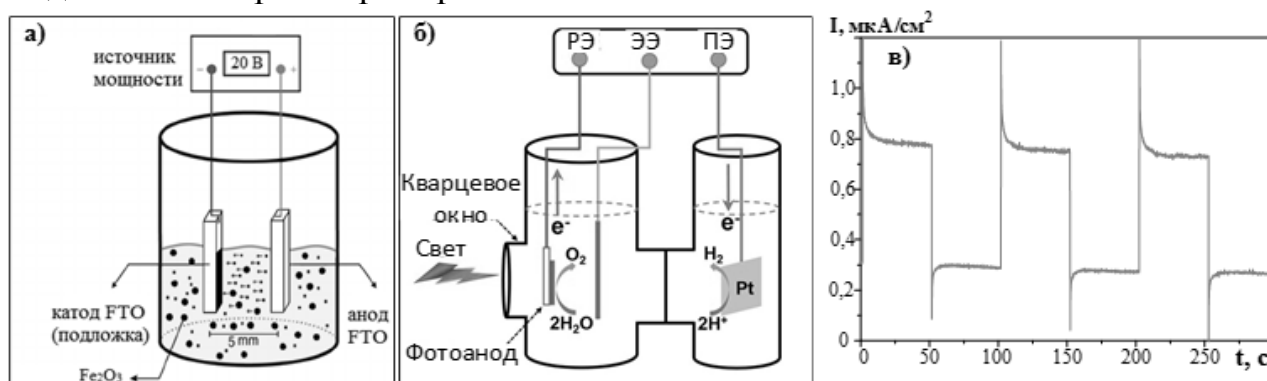 а)
источник
мощности
20 В
катод FTO
(подложка)
анод
FTO
5 mm
Fe₂O₃
б)
РЭ ЭЭ ПЭ
Кварцевое
окно
Свет
e⁻
e⁻
O₂
H₂
Pt
2H₂O
2H⁺
Фотоанод
I, мкА/см²
в)
1,0
0,8
0,6
0,4
0,2
0
0 50 100 150 200 250
t, с